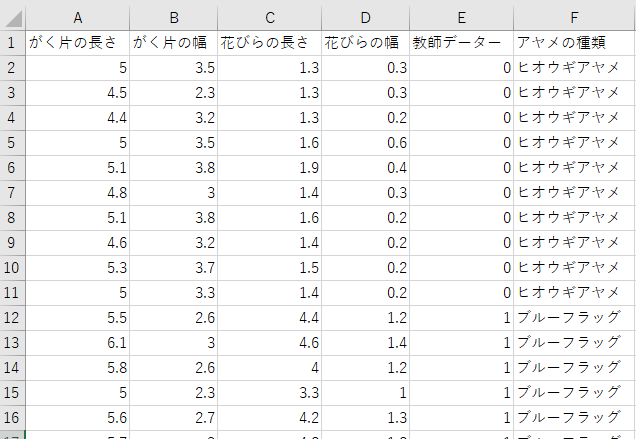 A B C D E F
1 がく片の長さ がく片の幅 花びらの長さ 花びらの幅 教師データー アヤメの種類
2 5 3.5 1.3 0.3 0 ヒオウギアヤメ
3 4.5 2.3 1.3 0.3 0 ヒオウギアヤメ
4 4.4 3.2 1.3 0.2 0 ヒオウギアヤメ
5 5 3.5 1.6 0.6 0 ヒオウギアヤメ
6 5.1 3.8 1.9 0.4 0 ヒオウギアヤメ
7 4.8 3 1.4 0.3 0 ヒオウギアヤメ
8 5.1 3.8 1.6 0.2 0 ヒオウギアヤメ
9 4.6 3.2 1.4 0.2 0 ヒオウギアヤメ
10 5.3 3.7 1.5 0.2 0 ヒオウギアヤメ
11 5 3.3 1.4 0.2 0 ヒオウギアヤメ
12 5.5 2.6 4.4 1.2 1 ブルーフラッグ
13 6.1 3 4.6 1.4 1 ブルーフラッグ
14 5.8 2.6 4 1.2 1 ブルーフラッグ
15 5 2.3 3.3 1 1 ブルーフラッグ
16 5.6 2.7 4.2 1.3 1 ブルーフラッグ